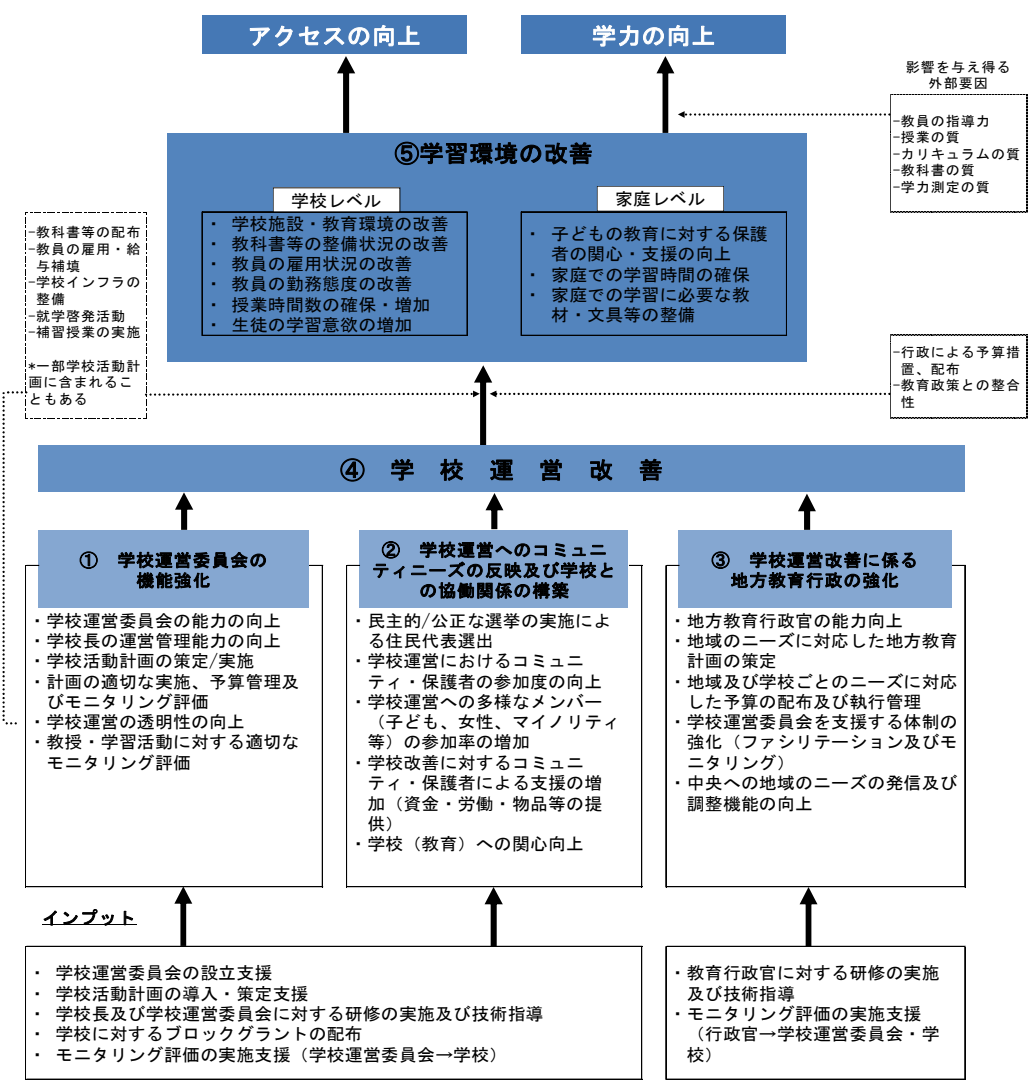 アクセスの向上
学力の向上
影響を与え得る
外部要因
-教員の指導力
-授業の質
-カリキュラムの質
-教科書の質
-学力測定の質
⑤学習環境の改善
学校レベル
・ 学校施設・教育環境の改善
・ 教科書等の整備状況の改善
・ 教員の雇用状況の改善
・ 教員の勤務態度の改善
・ 授業時間数の確保・増加
・ 生徒の学習意欲の増加
家庭レベル
・ 子どもの教育に対する保護
者の関心・支援の向上
・ 家庭での学習時間の確保
・ 家庭での学習に必要な教
材・文具等の整備
-教科書等の配布
-教員の雇用・給
与補填
-学校インフラの
整備
-就学啓発活動
-補習授業の実施
*一部学校活動計
画に含まれるこ
ともある
-行政による予算措
置、配布
-教育政策との整合
性
④ 学 校 運 営 改 善
① 学校運営委員会の
機能強化
・学校運営委員会の能力の向上
・学校長の運営管理能力の向上
・学校活動計画の策定/実施
・計画の適切な実施、予算管理及
びモニタリング評価
・学校運営の透明性の向上
・教授・学習活動に対する適切な
モニタリング評価
② 学校運営へのコミュニ
ティニーズの反映及び学校と
の協働関係の構築
・民主的/公正な選挙の実施によ
る住民代表選出
・学校運営におけるコミュニ
ティ・保護者の参加度の向上
・学校運営への多様なメンバー
（子ども、女性、マイノリティ
等）の参加率の増加
・学校改善に対するコミュニ
ティ・保護者による支援の増
加（資金・労働・物品等の提
供）
・学校（教育）への関心向上
③ 学校運営改善に係る
地方教育行政の強化
・地方教育行政官の能力向上
・地域のニーズに対応した地方教育
計画の策定
・地域及び学校ごとのニーズに対応
した予算の配布及び執行管理
・学校運営委員会を支援する体制の
強化（ファシリテーション及びモ
ニタリング）
・中央への地域のニーズの発信及び
調整機能の向上
インプット
・ 学校運営委員会の設立支援
・ 学校活動計画の導入・策定支援
・ 学校長及び学校運営委員会に対する研修の実施及び技術指導
・ 学校に対するブロックグラントの配布
・ モニタリング評価の実施支援（学校運営委員会→学校）
・教育行政官に対する研修の実施
及び技術指導
・モニタリング評価の実施支援
（行政官→学校運営委員会・学
校）